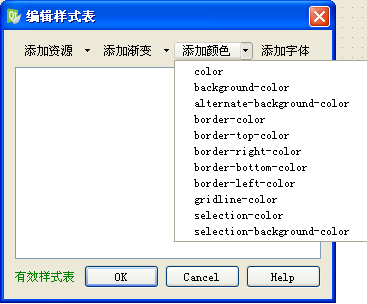 编辑样式表
添加资源 添加渐变 添加颜色 添加字体
color
background-color
alternate-background-color
border-color
border-top-color
border-right-color
border-bottom-color
border-left-color
gridline-color
selection-color
selection-background-color
有效样式表 OK Cancel Help